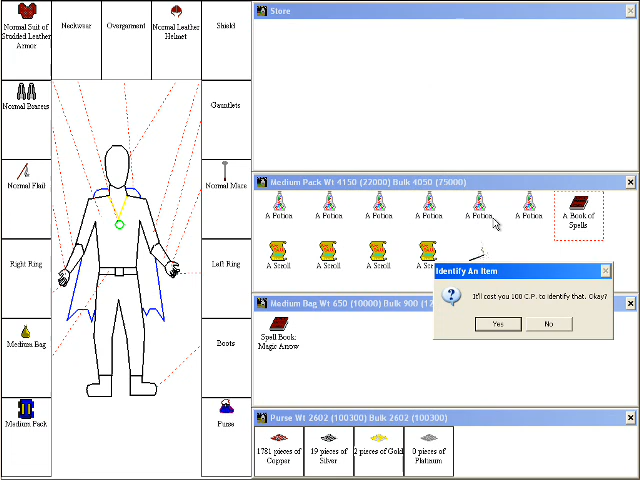 Normal Suit of
Studded Leather
Armor
Neckwear
Overgarment
Normal Leather
Helmet
Shield
Normal Bracers
Gauntlets
Normal Flail
Normal Mace
Right Ring
Left Ring
Medium Bag
Boots
Medium Pack
Purse
Store
Medium Pack Wt 4150 (22000) Bulk 4050 (75000)
A Potion
A Potion
A Potion
A Potion
A Potion
A Potion
A Book of
Spells
A Scroll
A Scroll
A Scroll
A Scroll
Identify An Item
It'll cost you 100 C.P. to identify that. Okay?
Yes
No
Medium Bag Wt 650 (10000) Bulk 900 (12
Spell Book:
Magic Arrow
Purse Wt 2602 (100300) Bulk 2602 (100300)
1781 pieces of
Copper
19 pieces of
Silver
2 pieces of Gold
0 pieces of
Platinum